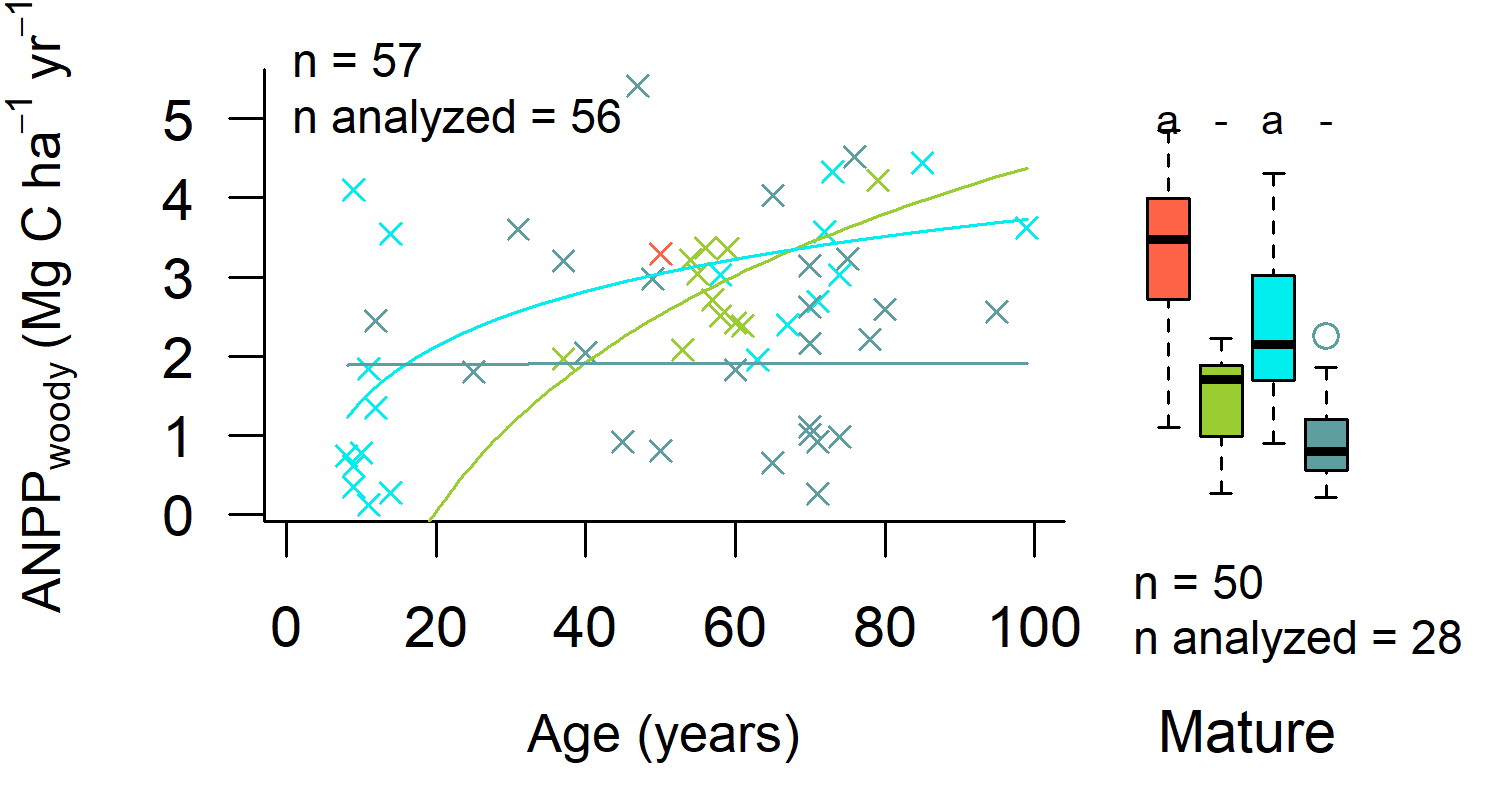 n = 57
n analyzed = 56
ANPPwoody (Mg C ha−1 yr−1
5
4
3
2
1
0
0 20 40 60 80 100
Age (years)
a - a -
n = 50
n analyzed = 28
Mature